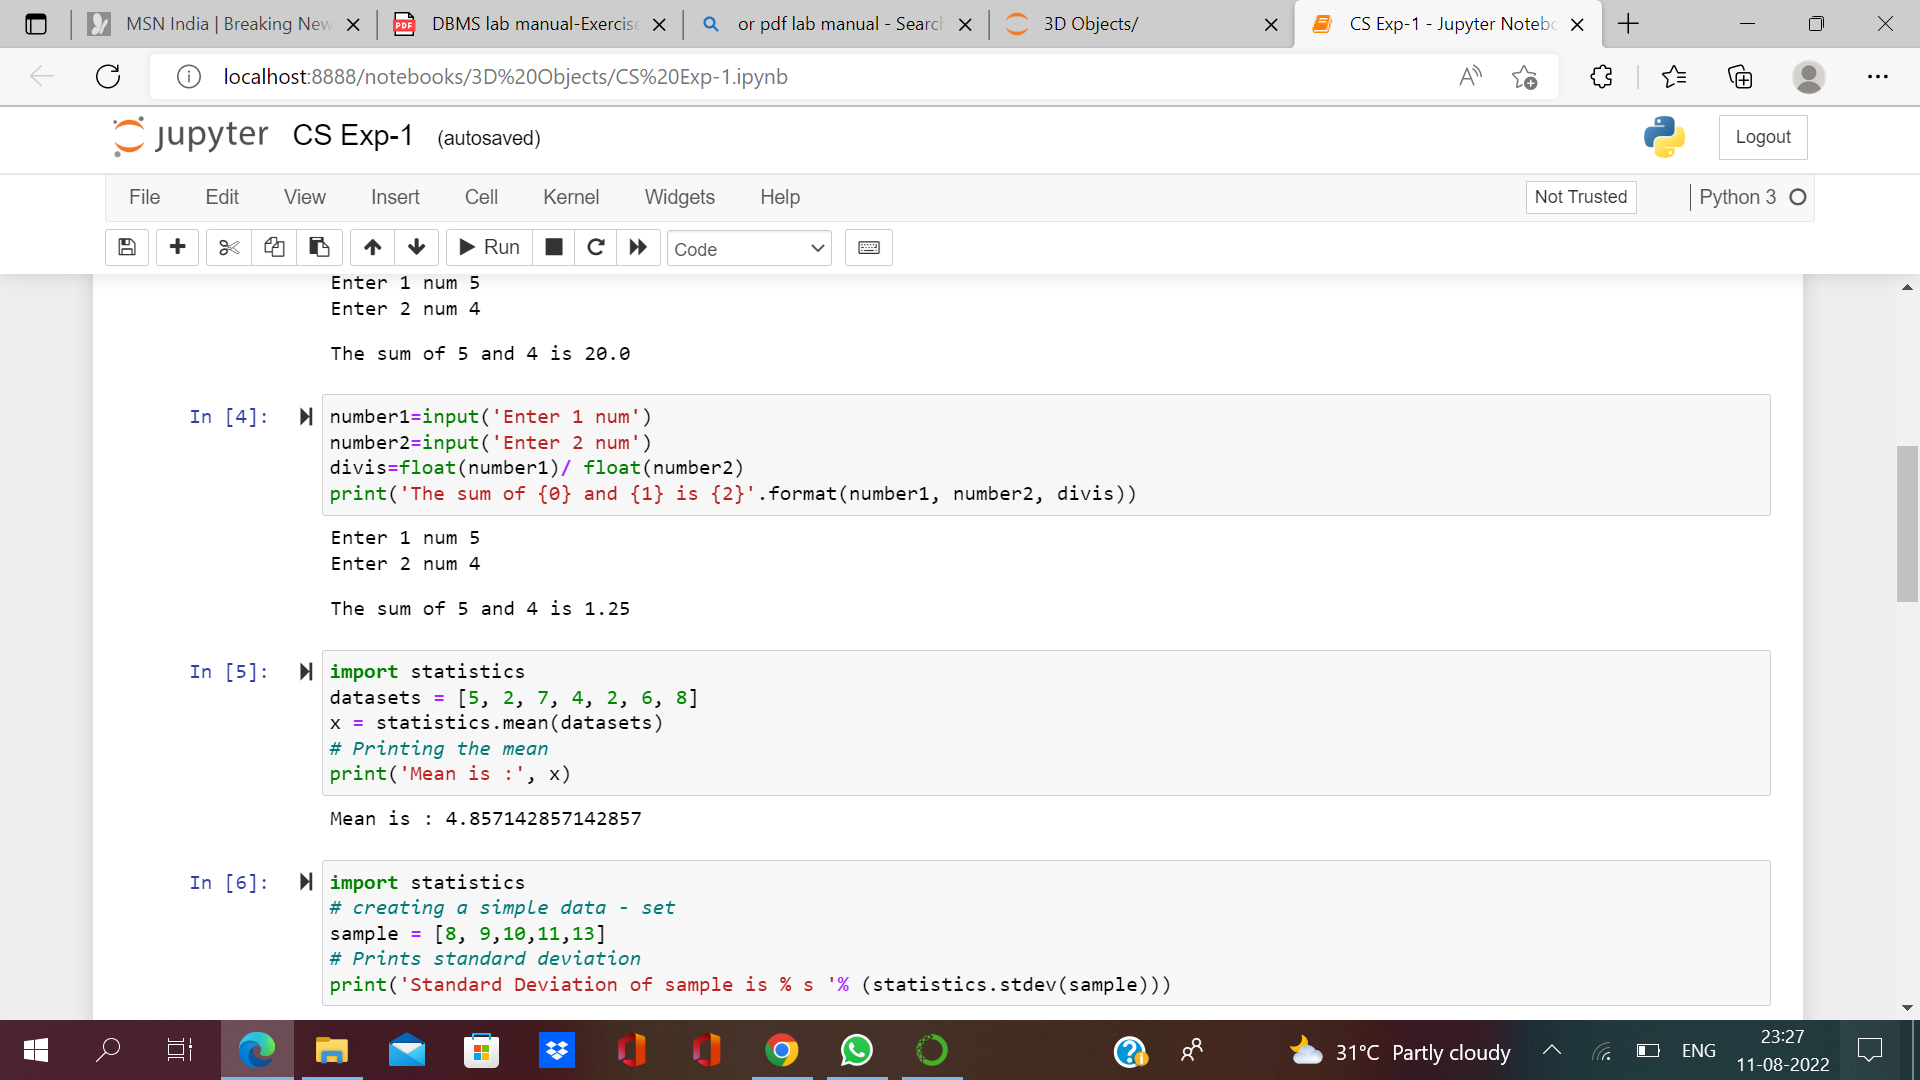 MSN India | Breaking New
DBMS lab manual-Exercise
or pdf lab manual - Search
3D Objects/
CS Exp-1 - Jupyter Notebo
localhost:8888/notebooks/3D%20Objects/CS%20Exp-1.ipynb
jupyter CS Exp-1 (autosaved)
Logout
File Edit View Insert Cell Kernel Widgets Help
Not Trusted
Python 3
Run
Code
Enter 1 num 5
Enter 2 num 4
The sum of 5 and 4 is 20.0
In [4]:
number1=input('Enter 1 num')
number2=input('Enter 2 num')
divis=float(number1)/ float(number2)
print('The sum of {0} and {1} is {2}'.format(number1, number2, divis))
Enter 1 num 5
Enter 2 num 4
The sum of 5 and 4 is 1.25
In [5]:
import statistics
datasets = [5, 2, 7, 4, 2, 6, 8]
x = statistics.mean(datasets)
# Printing the mean
print('Mean is :', x)
Mean is : 4.857142857142857
In [6]:
import statistics
# creating a simple data - set
sample = [8, 9,10,11,13]
# Prints standard deviation
print('Standard Deviation of sample is % s '% (statistics.stdev(sample)))
31°C Partly cloudy
ENG
23:27
11-08-2022